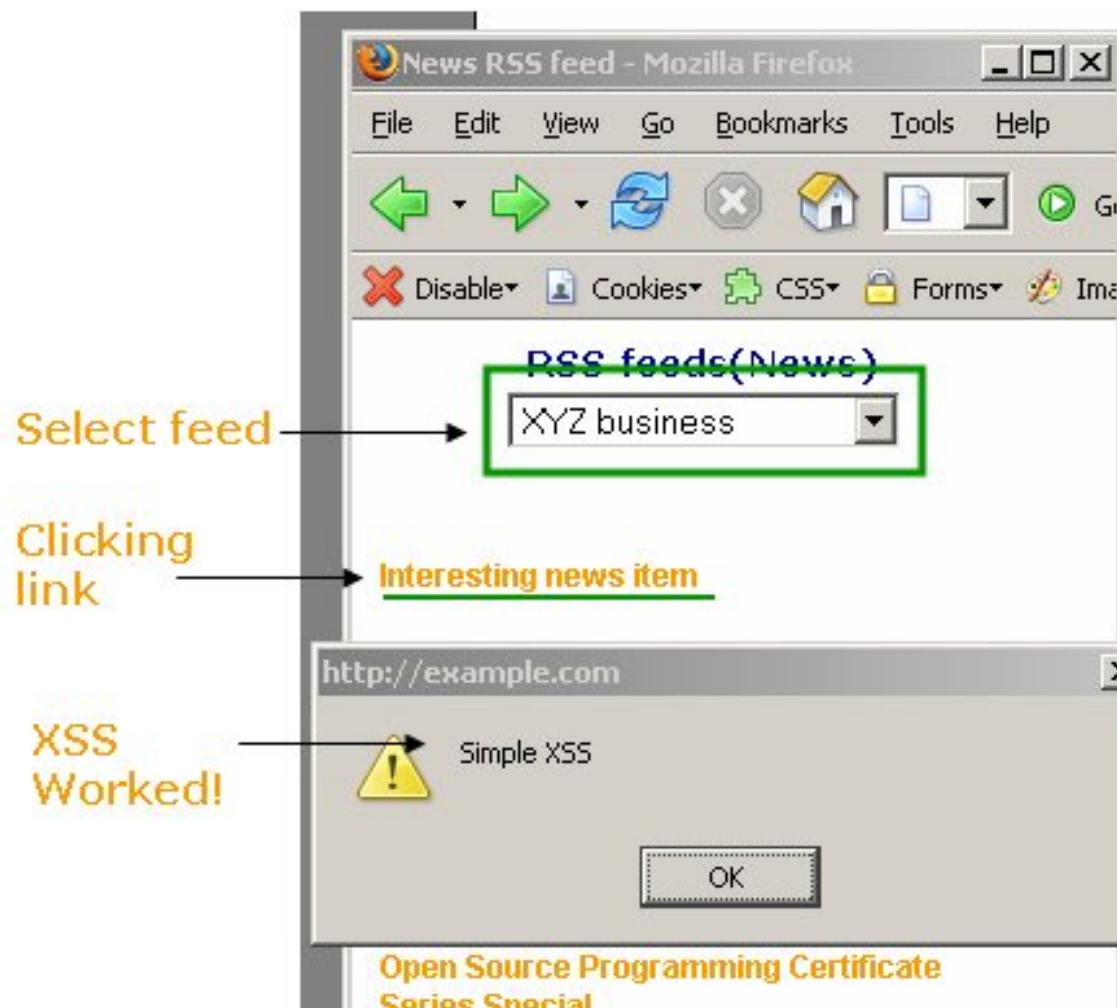 News RSS feed - Mozilla Firefox
File Edit View Go Bookmarks Tools Help
Disable Cookies CSS Forms
RSS feeds(News)
Select feed
XYZ business
Clicking
link
Interesting news item
http://example.com
XSS
Worked!
Simple XSS
OK
Open Source Programming Certificate
Series Special